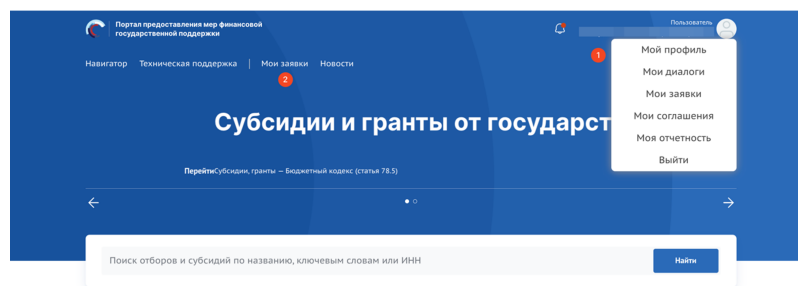 Портал предоставления мер финансовой
государственной поддержки
Пользователь
Навигатор Техническая поддержка | Мои заявки Новости
1
2
Мой профиль
Мои диалоги
Мои заявки
Мои соглашения
Моя отчетность
Выйти
Субсидии и гранты от государст
ПерейтиСубсидии, гранты — Бюджетный кодекс (статья 78.5)
Поиск отборов и субсидий по названию, ключевым словам или ИНН
Найти